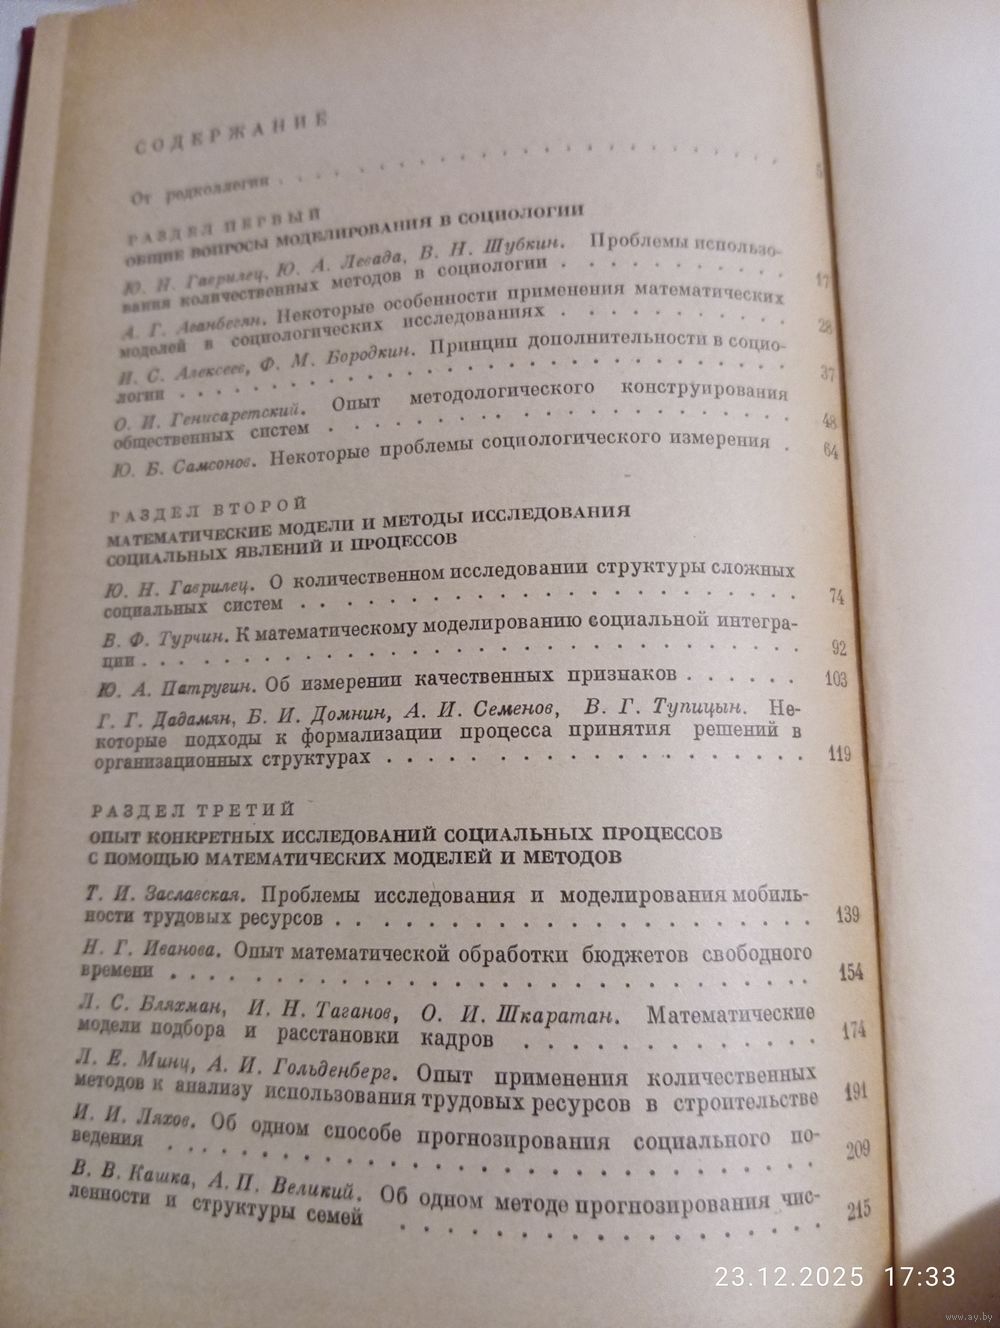 СОДЕРЖАНИЕ
От редколлегии . . . . . . . . . . . . . . . . . . . . 5
РАЗДЕЛ ПЕРВЫЙ
ОБЩИЕ ВОПРОСЫ МОДЕЛИРОВАНИЯ В СОЦИОЛОГИИ
Ю. Н. Гаврилец, Ю. А. Левада, В. Н. Шубкин. Проблемы использо-
вания количественных методов в социологии . . . . . . . . 17
А. Г. Аганбегян. Некоторые особенности применения математических
моделей в социологических исследованиях . . . . . . . . 28
И. С. Алексеев, Ф. М. Бородкин. Принцип дополнительности в социо-
логии . . . . . . . . . . . . . . . . . . . . 37
О. И. Генисаретский. Опыт методологического конструирования
общественных систем . . . . . . . . . . . . . . . . 48
Ю. Б. Самсонов. Некоторые проблемы социологического измерения . 64
РАЗДЕЛ ВТОРОЙ
МАТЕМАТИЧЕСКИЕ МОДЕЛИ И МЕТОДЫ ИССЛЕДОВАНИЯ
СОЦИАЛЬНЫХ ЯВЛЕНИЙ И ПРОЦЕССОВ
Ю. Н. Гаврилец. О количественном исследовании структуры сложных
социальных систем . . . . . . . . . . . . . . . . . 74
В. Ф. Турчин. К математическому моделированию социальной интегра-
ции . . . . . . . . . . . . . . . . . . . . . . 92
Ю. А. Патругин. Об измерении качественных признаков . . . . . . 103
Г. Г. Дадамян, Б. И. Домнин, А. И. Семенов, В. Г. Тупицын. Не-
которые подходы к формализации процесса принятия решений в
организационных структурах . . . . . . . . . . . . . . 119
РАЗДЕЛ ТРЕТИЙ
ОПЫТ КОНКРЕТНЫХ ИССЛЕДОВАНИЙ СОЦИАЛЬНЫХ ПРОЦЕССОВ
С ПОМОЩЬЮ МАТЕМАТИЧЕСКИХ МОДЕЛЕЙ И МЕТОДОВ
Т. И. Заславская. Проблемы исследования и моделирования мобиль-
ности трудовых ресурсов . . . . . . . . . . . . . . . 139
Н. Г. Иванова. Опыт математической обработки бюджетов свободного
времени . . . . . . . . . . . . . . . . . . . . . 154
Л. С. Бляхман, И. Н. Таганов, О. И. Шкаратан. Математические
модели подбора и расстановки кадров . . . . . . . . . . 174
Л. Е. Минц, А. И. Гольденберг. Опыт применения количественных
методов к анализу использования трудовых ресурсов в строительстве 191
И. И. Ляхов. Об одном способе прогнозирования социального по-
ведения . . . . . . . . . . . . . . . . . . . . . 209
В. В. Кашка, А. П. Великий. Об одном методе прогнозирования чис-
ленности и структуры семей . . . . . . . . . . . . . . 215
23.12.2025 17:33
www.ay.by